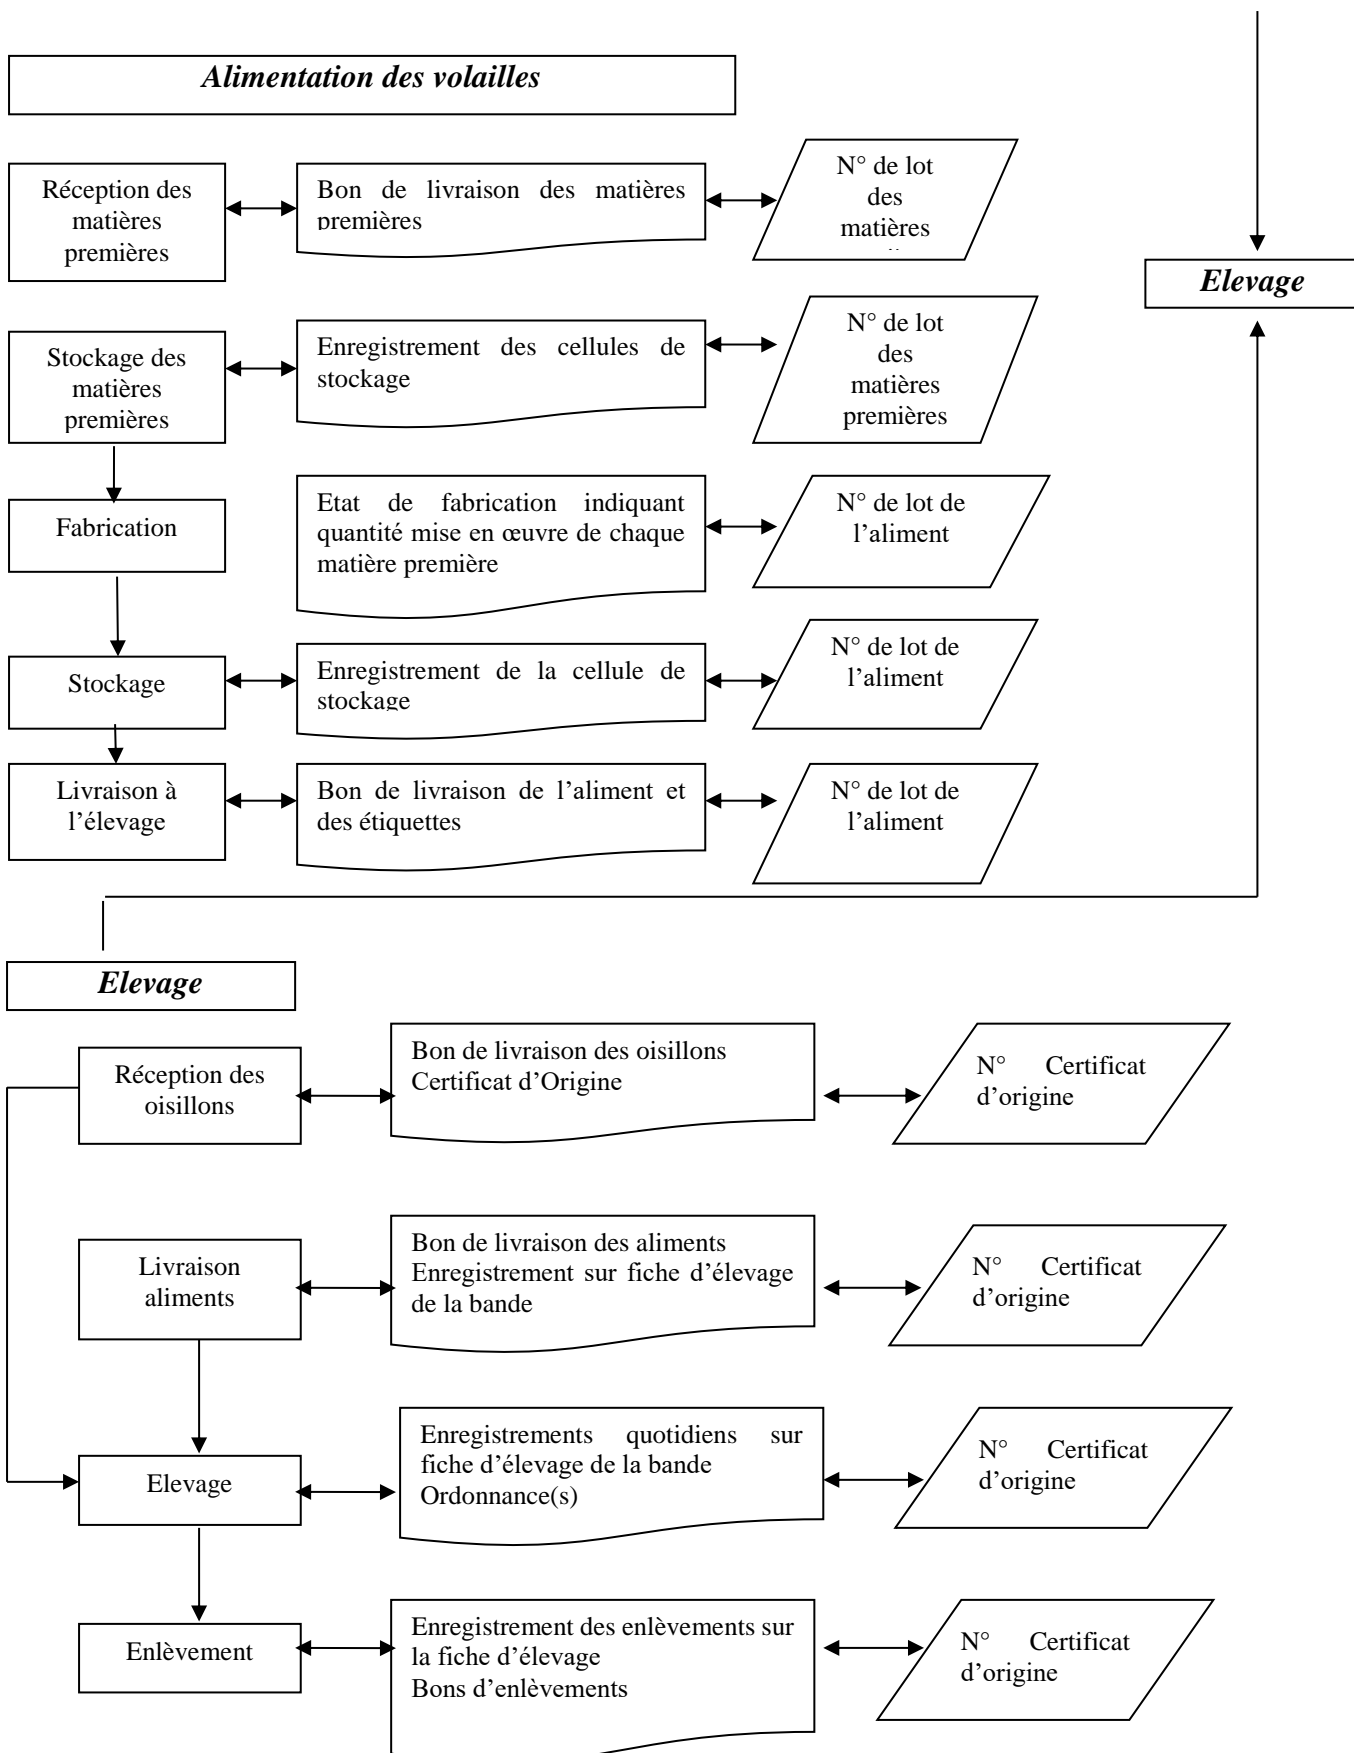 Alimentation des volailles
Réception des
matières
premières
Bon de livraison des matières
premières
N° de lot
des
matières
Elevage
Stockage des
matières
premières
Enregistrement des cellules de
stockage
N° de lot
des
matières
premières
Fabrication
Etat de fabrication indiquant
quantité mise en œuvre de chaque
matière première
N° de lot de
l’aliment
Stockage
Enregistrement de la cellule de
stockage
N° de lot de
l’aliment
Livraison à
l’élevage
Bon de livraison de l’aliment et
des étiquettes
N° de lot de
l’aliment
Elevage
Réception des
oisillons
Bon de livraison des oisillons
Certificat d’Origine
N° Certificat
d’origine
Livraison
aliments
Bon de livraison des aliments
Enregistrement sur fiche d’élevage
de la bande
N° Certificat
d’origine
Elevage
Enregistrements quotidiens sur
fiche d’élevage de la bande
Ordonnance(s)
N° Certificat
d’origine
Enlèvement
Enregistrement des enlèvements sur
la fiche d’élevage
Bons d’enlèvements
N° Certificat
d’origine